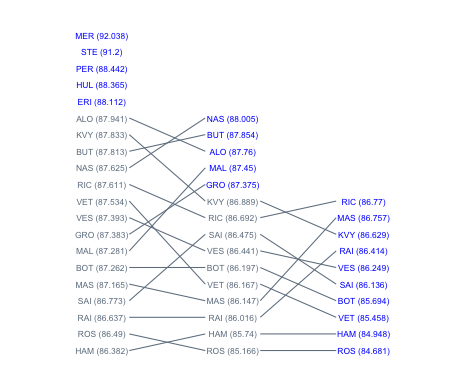 MER (92.038)
STE (91.2)
PER (88.442)
HUL (88.365)
ERI (88.112)
ALO (87.941) NAS (88.005)
KVY (87.833) BUT (87.854)
BUT (87.813) ALO (87.76)
NAS (87.625) MAL (87.45)
RIC (87.611) GRO (87.375)
VET (87.534) KVY (86.889) RIC (86.77)
VES (87.393) RIC (86.692) MAS (86.757)
GRO (87.383) SAI (86.475) KVY (86.629)
MAL (87.281) VES (86.441) RAI (86.414)
BOT (87.262) BOT (86.197) VES (86.249)
MAS (87.165) VET (86.167) SAI (86.136)
SAI (86.773) MAS (86.147) BOT (85.694)
RAI (86.637) RAI (86.016) VET (85.458)
ROS (86.49) HAM (85.74) HAM (84.948)
HAM (86.382) ROS (85.166) ROS (84.681)